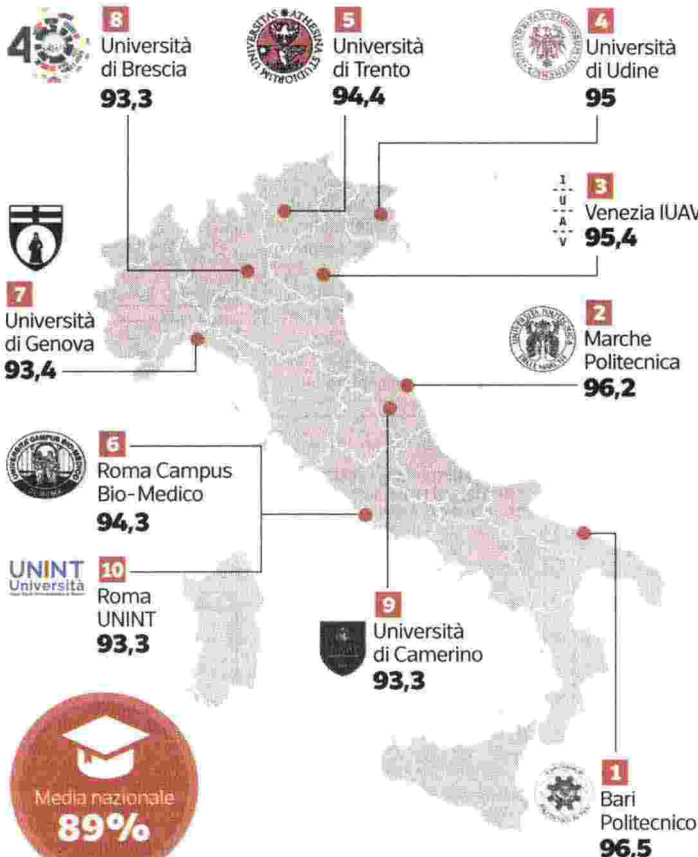 8
Università
di Brescia
93,3
5
Università
di Trento
94,4
4
Università
di Udine
95
I
U
A
V
3
Venezia IUAV
95,4
7
Università
di Genova
93,4
2
Marche
Politecnica
96,2
6
Roma Campus
Bio-Medico
94,3
UNINT
Università
10
Roma
UNINT
93,3
9
Università
di Camerino
93,3
Media nazionale
89%
1
Bari
Politecnico
96,5